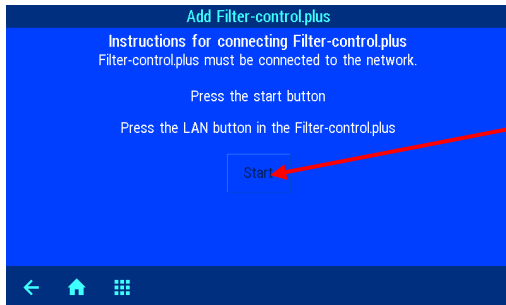 Add Filter-control.plus
Instructions for connecting Filter-control.plus
Filter-control.plus must be connected to the network.
Press the start button
Press the LAN button in the Filter-control.plus
Start